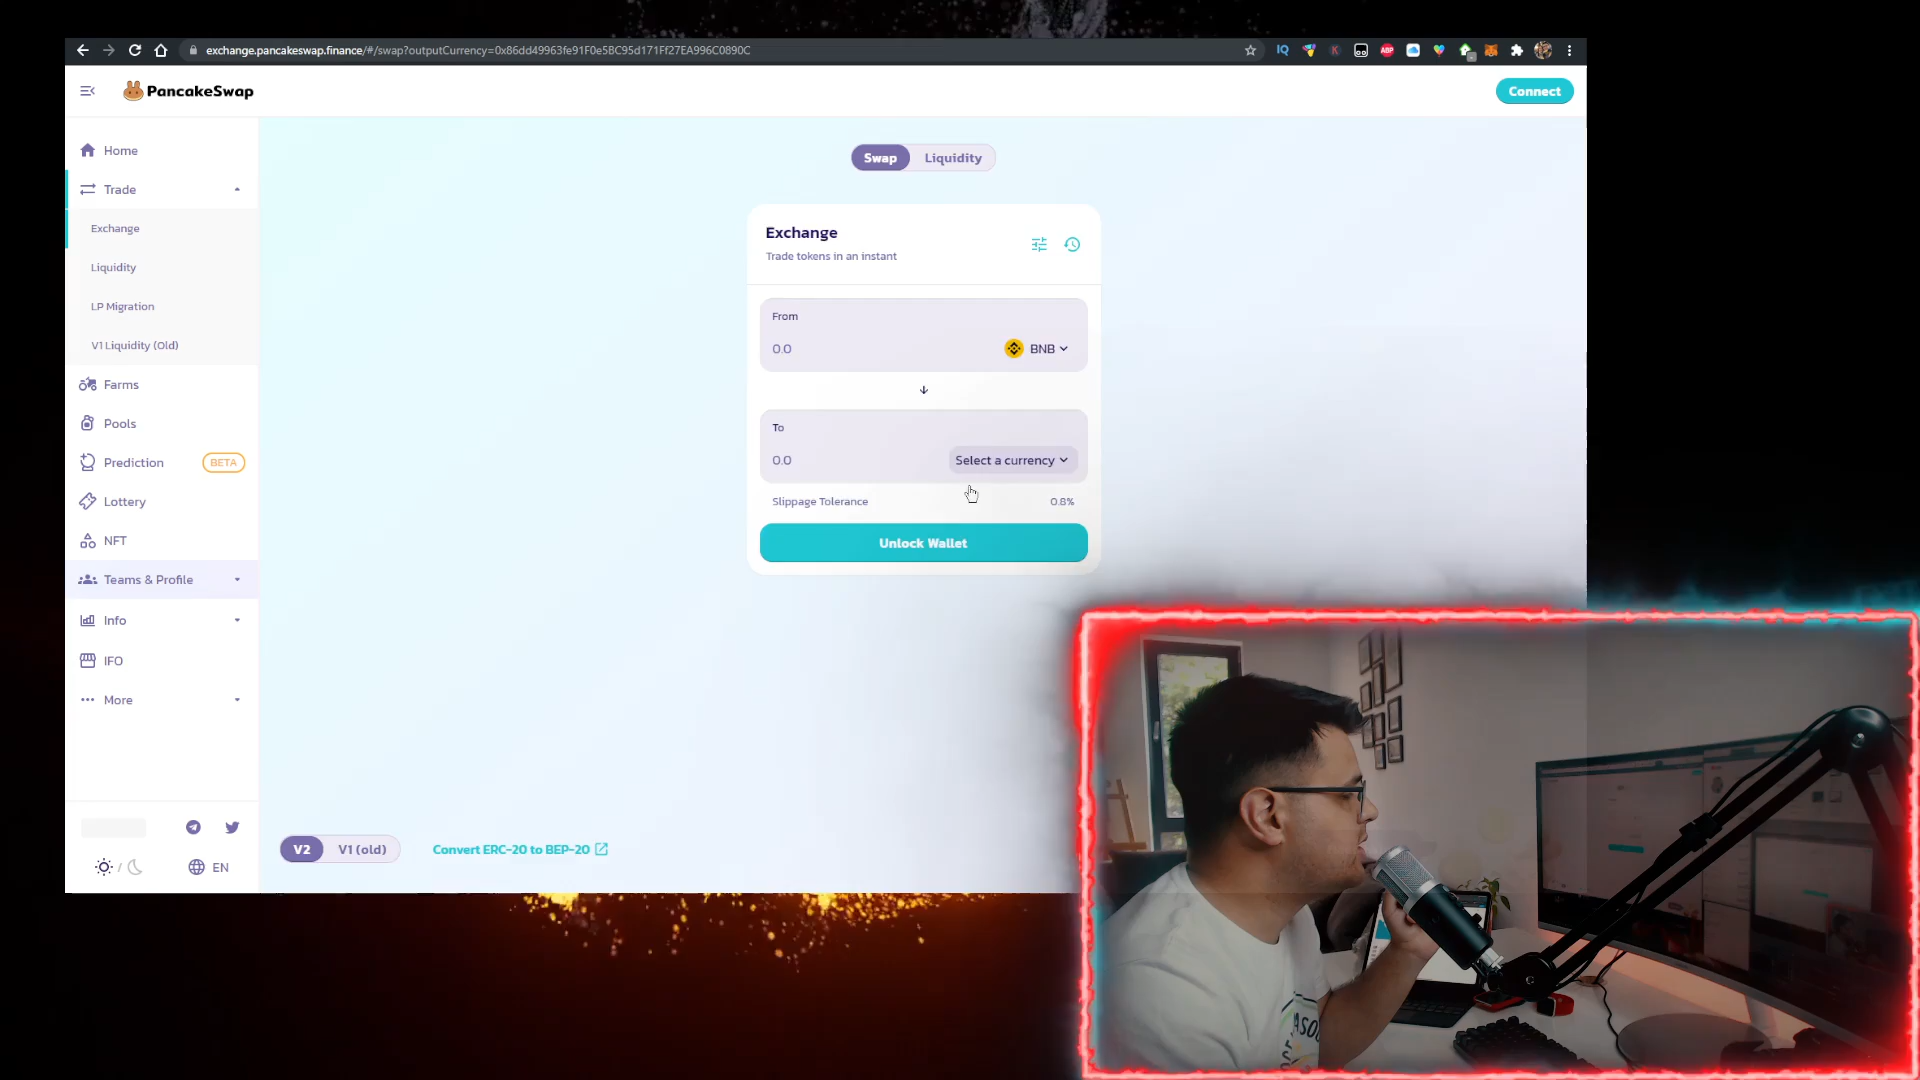 exchange.pancakeswap.finance/#/swap?outputCurrency=0x86dd49963fe91F0e5BC95d171Ff27EA996C0890C
IQ
K
ABP
PancakeSwap
Connect
Home
Trade
Exchange
Liquidity
LP Migration
V1 Liquidity (Old)
Farms
Pools
Prediction
BETA
Lottery
NFT
Teams & Profile
Info
IFO
More
/
EN
Swap
Liquidity
Exchange
Trade tokens in an instant
From
0.0
BNB
To
0.0
Select a currency
Slippage Tolerance
0.8%
Unlock Wallet
V2
V1 (old)
Convert ERC-20 to BEP-20